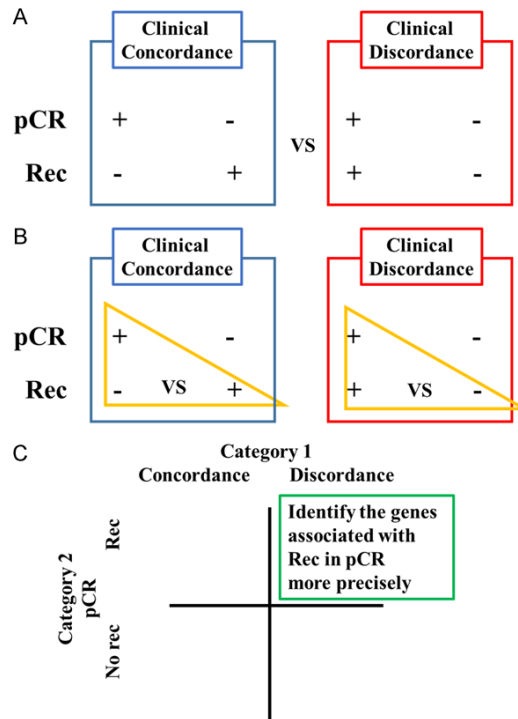 A
Clinical
Concordance
Clinical
Discordance
pCR + - + -
VS
Rec - + + -
B
Clinical
Concordance
Clinical
Discordance
pCR + - + -
Rec - VS + + VS -
C
Category 1
Concordance Discordance
Category 2
pCR
Rec
No rec
Identify the genes
associated with
Rec in pCR
more precisely